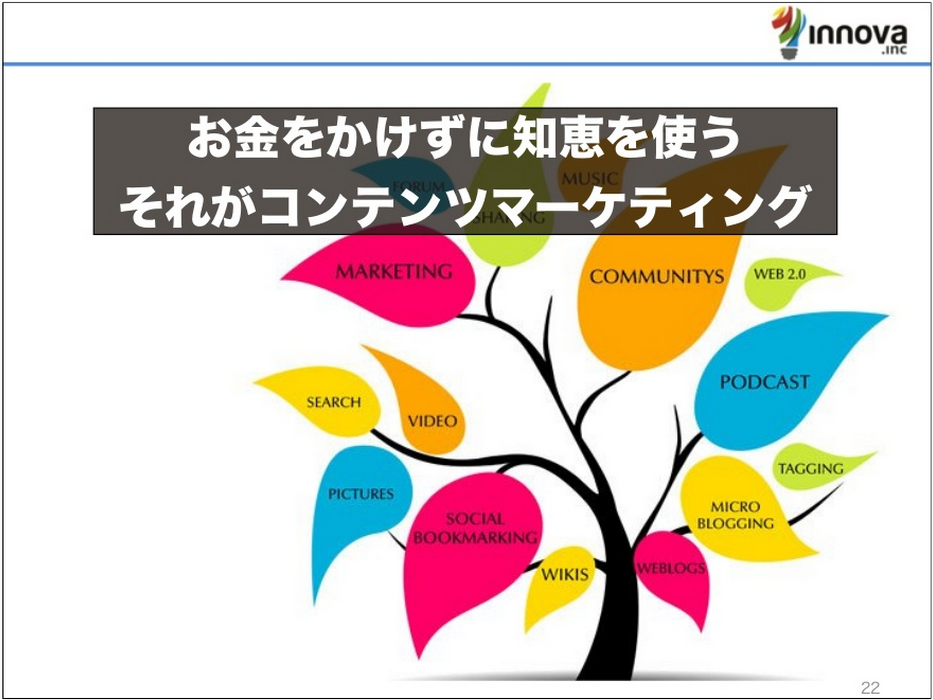 innova
.inc
お金をかけずに知恵を使う
それがコンテンツマーケティング
FORUM
MUSIC
SHARING
MARKETING
COMMUNITYS
WEB 2.0
PODCAST
SEARCH
VIDEO
TAGGING
PICTURES
MICRO
BLOGGING
SOCIAL
BOOKMARKING
WIKIS
WEBLOGS
22